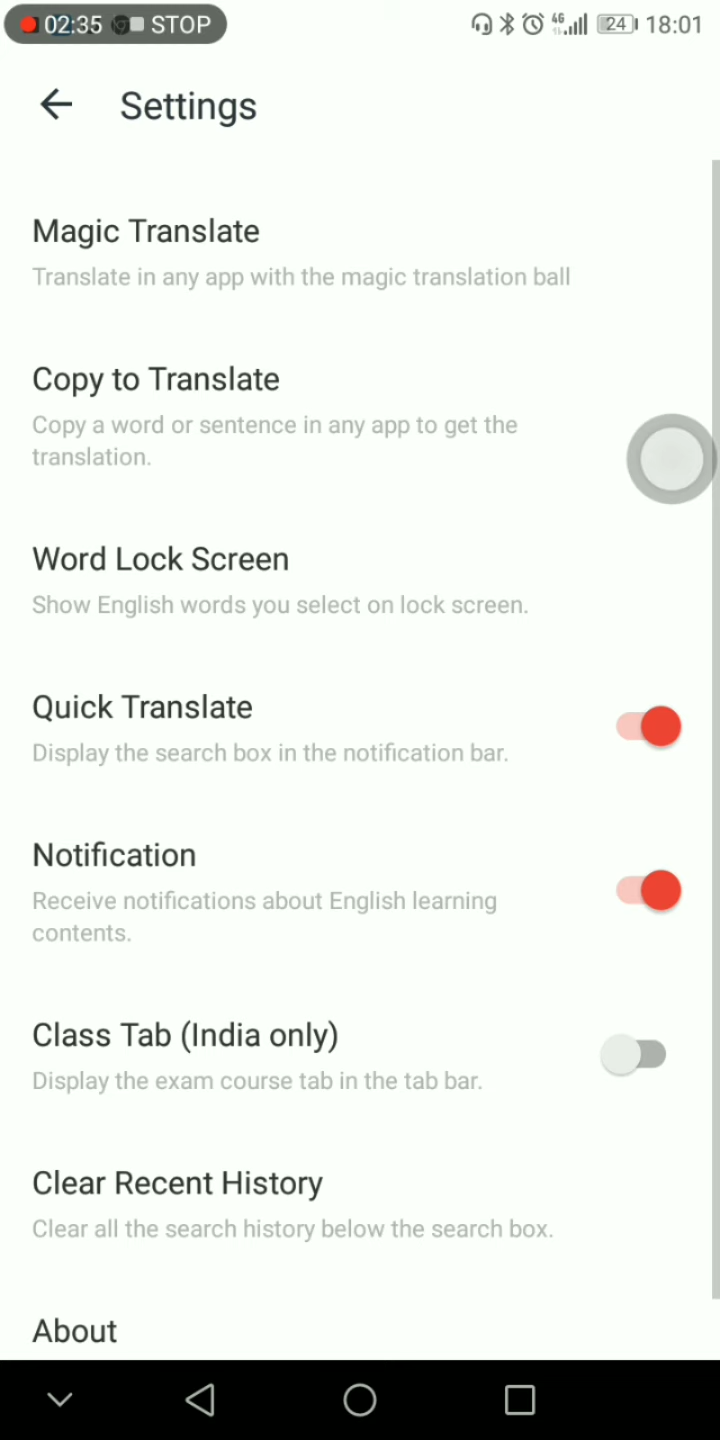 02:35 STOP 4G 24 18:01
Settings
Magic Translate
Translate in any app with the magic translation ball
Copy to Translate
Copy a word or sentence in any app to get the
translation.
Word Lock Screen
Show English words you select on lock screen.
Quick Translate
Display the search box in the notification bar.
Notification
Receive notifications about English learning
contents.
Class Tab (India only)
Display the exam course tab in the tab bar.
Clear Recent History
Clear all the search history below the search box.
About